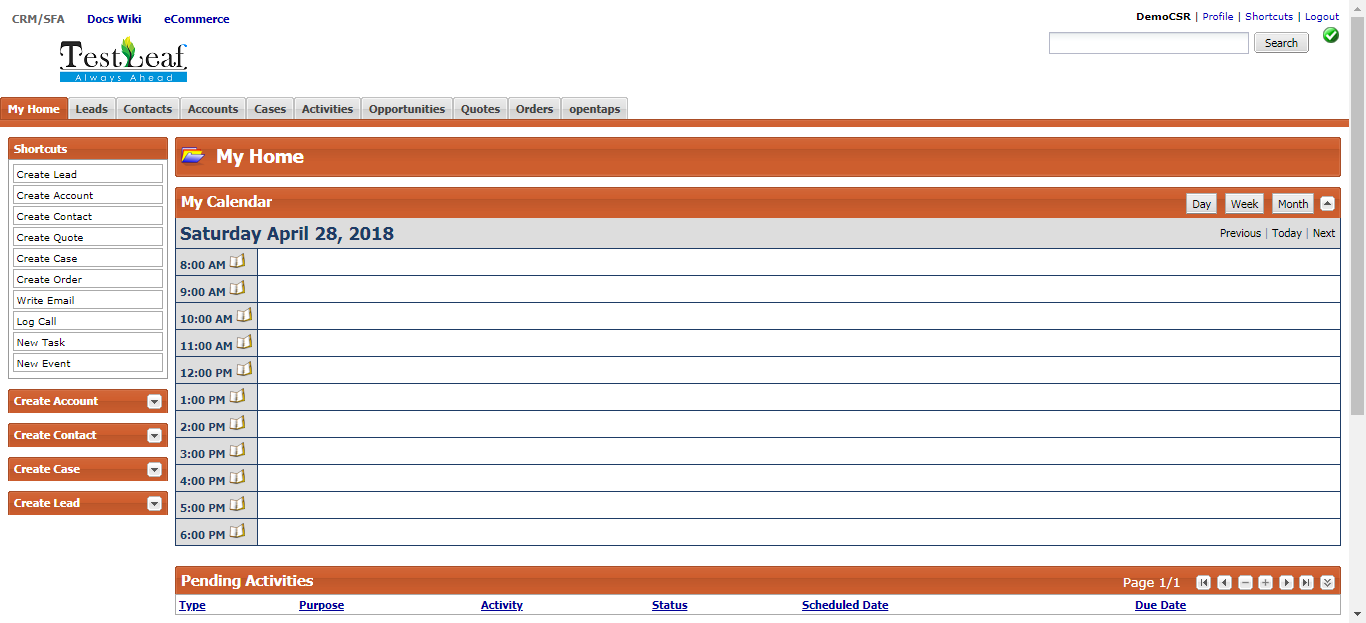 CRM/SFA Docs Wiki eCommerce
DemoCSR | Profile | Shortcuts | Logout
Search
TestLeaf
Always Ahead
My Home Leads Contacts Accounts Cases Activities Opportunities Quotes Orders opentaps
Shortcuts
Create Lead
Create Account
Create Contact
Create Quote
Create Case
Create Order
Write Email
Log Call
New Task
New Event
Create Account
Create Contact
Create Case
Create Lead
My Home
My Calendar Day Week Month
Saturday April 28, 2018 Previous | Today | Next
8:00 AM
9:00 AM
10:00 AM
11:00 AM
12:00 PM
1:00 PM
2:00 PM
3:00 PM
4:00 PM
5:00 PM
6:00 PM
Pending Activities Page 1/1
Type Purpose Activity Status Scheduled Date Due Date